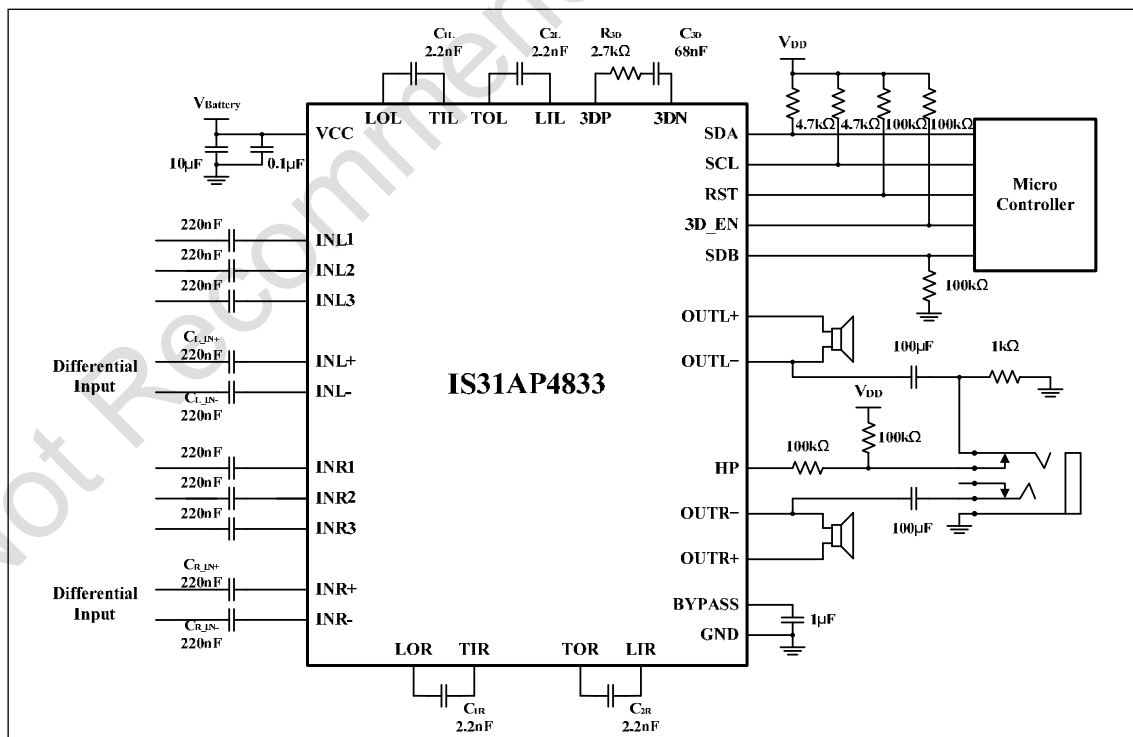 Not Recommen
C1L
2.2nF
C2L
2.2nF
R3D
2.7kΩ
C3D
68nF
VDD
LOL TIL TOL LIL 3DP 3DN
VBattery
VCC
10μF
0.1μF
4.7kΩ 4.7kΩ 100kΩ 100kΩ
SDA
SCL
RST
3D_EN
SDB
Micro
Controller
100kΩ
220nF
INL1
220nF
INL2
220nF
INL3
CL_IN+
220nF
INL+
Differential
Input
INL-
CL_IN-
220nF
IS31AP4833
OUTL+
OUTL−
100μF
1kΩ
VDD
100kΩ
100kΩ
HP
220nF
INR1
220nF
INR2
220nF
INR3
OUTR−
100μF
OUTR+
CR_IN+
220nF
INR+
Differential
Input
INR-
CR_IN-
220nF
BYPASS
1μF
GND
LOR TIR TOR LIR
C1R
2.2nF
C2R
2.2nF